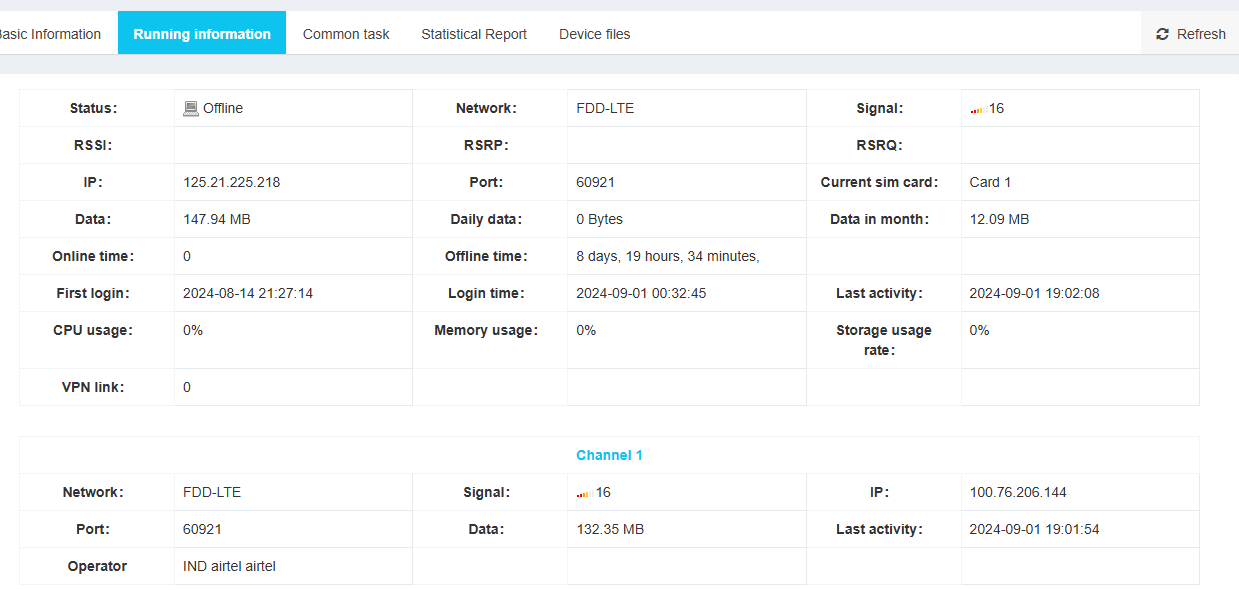 Basic Information Running information Common task Statistical Report Device files Refresh
Status: Offline Network: FDD-LTE Signal: 16
RSSI: RSRP: RSRQ:
IP: 125.21.225.218 Port: 60921 Current sim card: Card 1
Data: 147.94 MB Daily data: 0 Bytes Data in month: 12.09 MB
Online time: 0 Offline time: 8 days, 19 hours, 34 minutes,
First login: 2024-08-14 21:27:14 Login time: 2024-09-01 00:32:45 Last activity: 2024-09-01 19:02:08
CPU usage: 0% Memory usage: 0% Storage usage 0%
rate:
VPN link: 0
Channel 1
Network: FDD-LTE Signal: 16 IP: 100.76.206.144
Port: 60921 Data: 132.35 MB Last activity: 2024-09-01 19:01:54
Operator IND airtel airtel